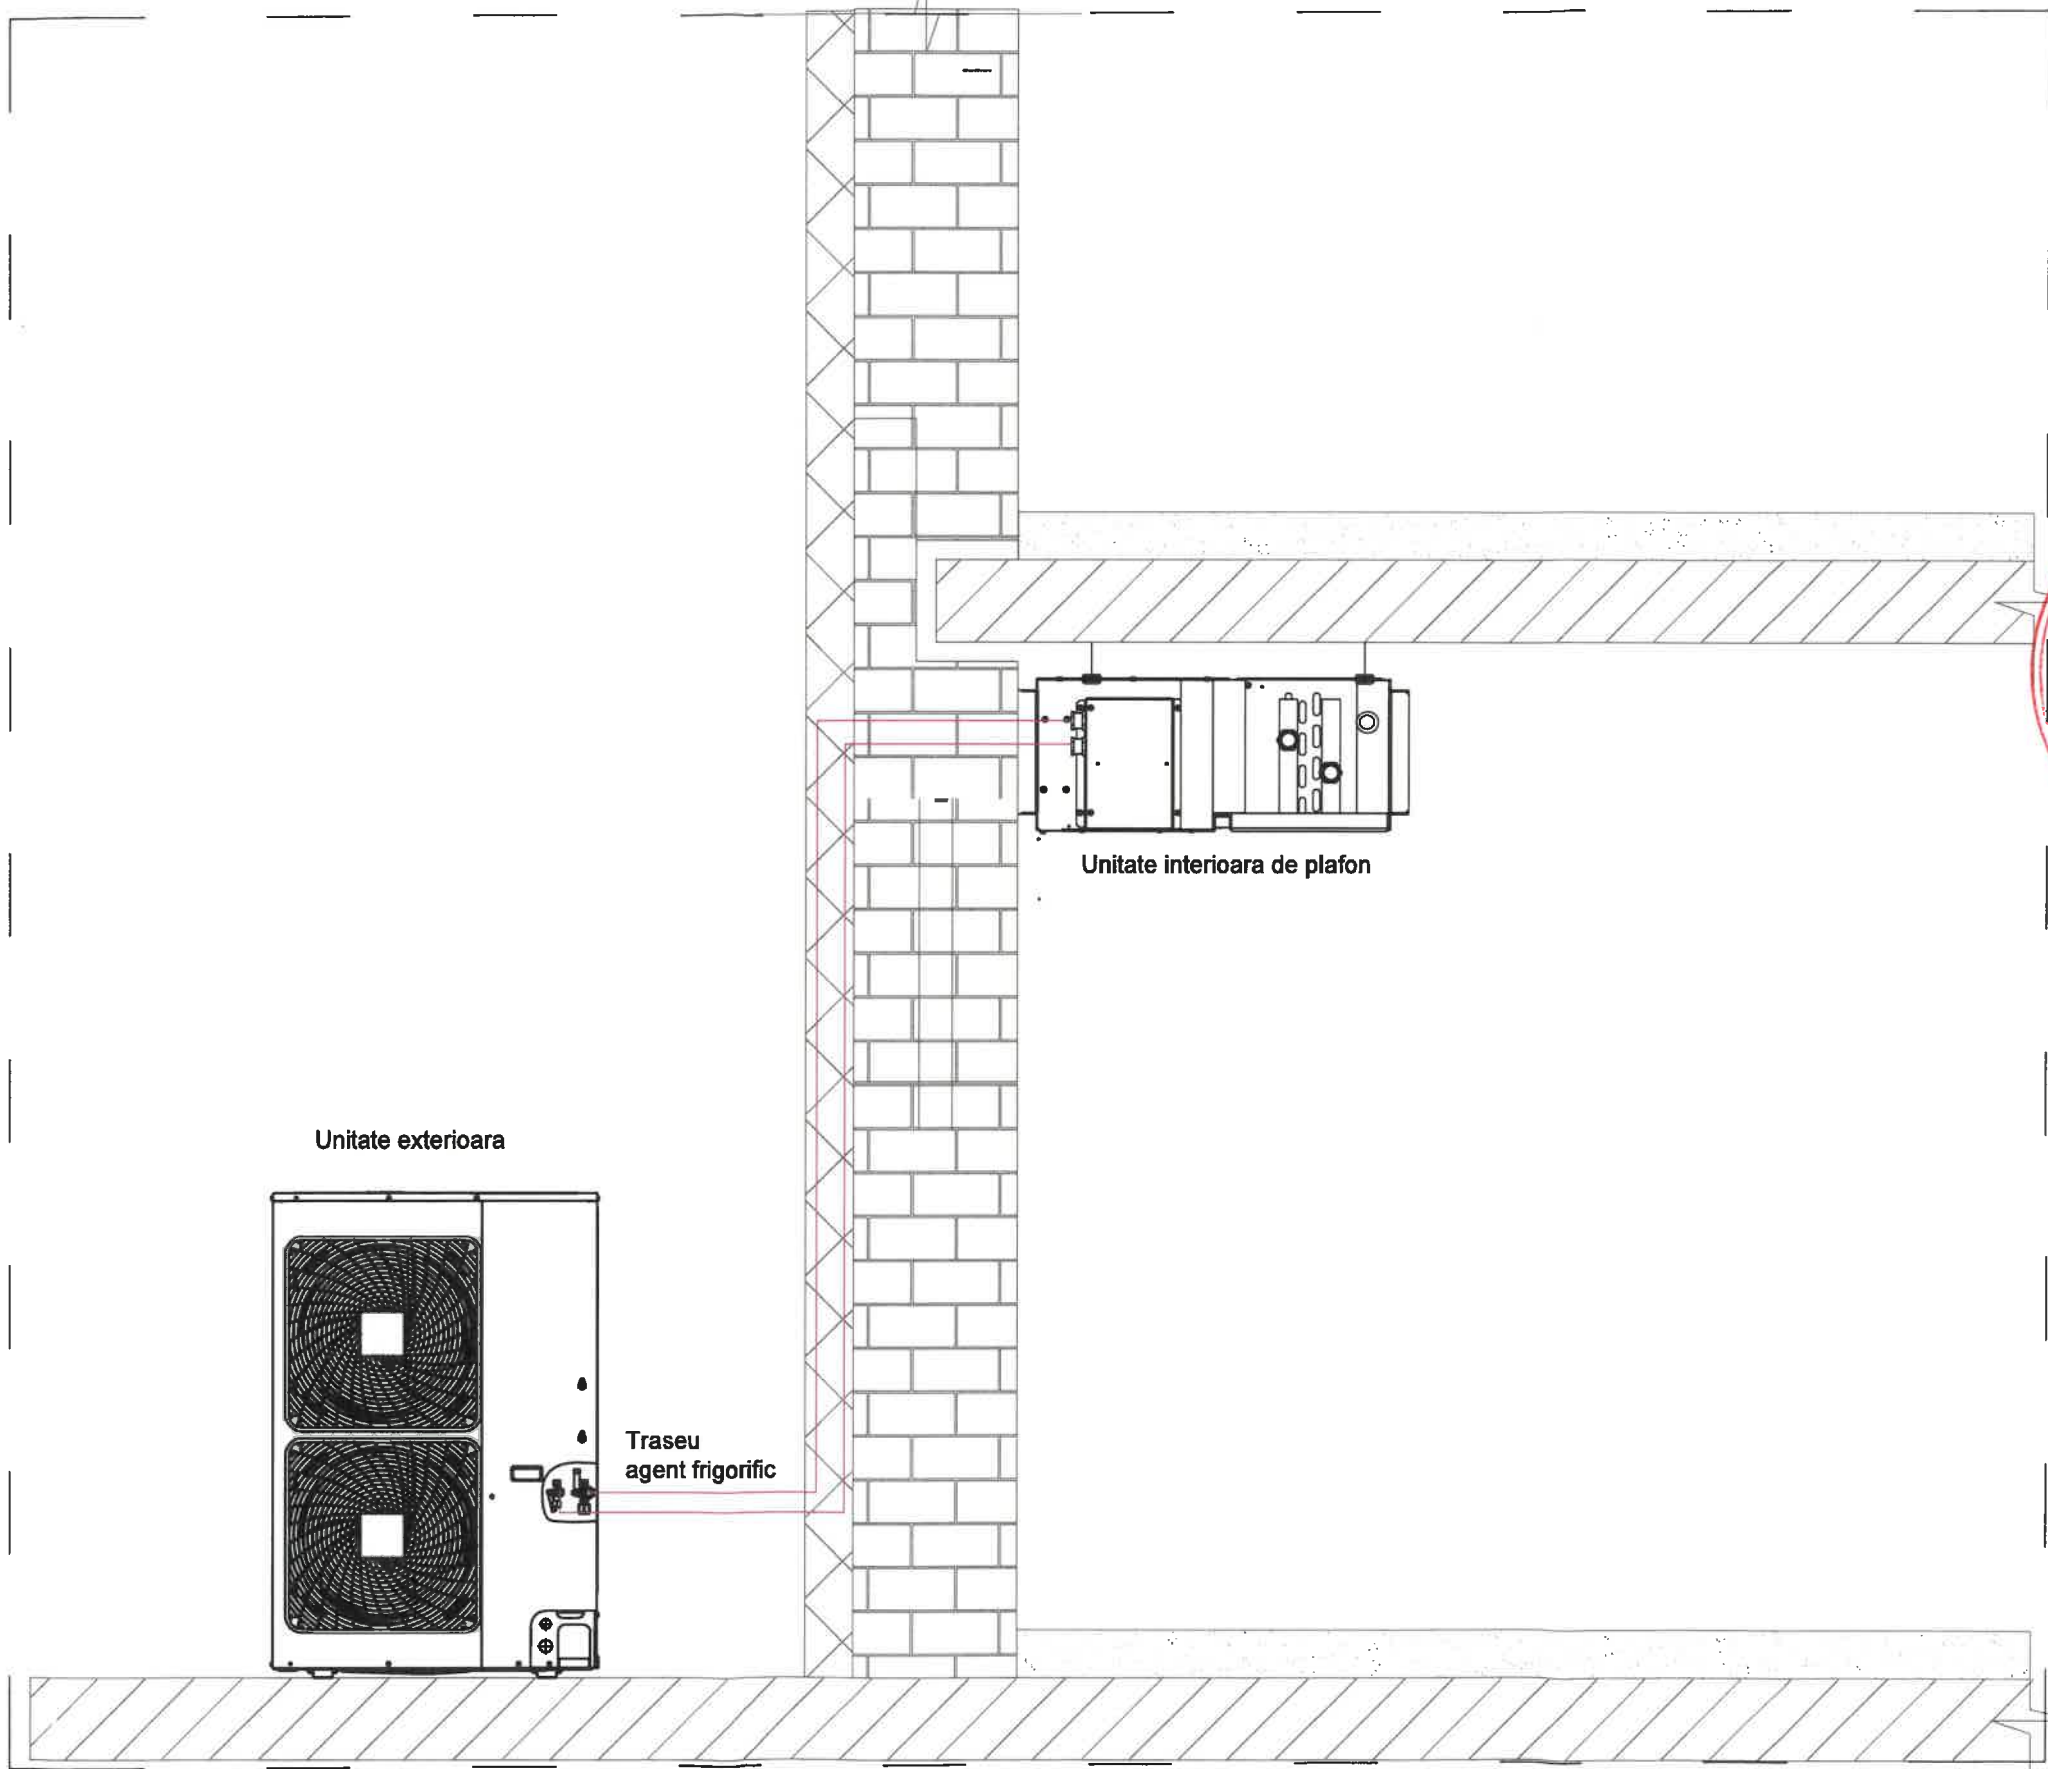 Unitate interioara de plafon
Unitate exterioara
Traseu
agent frigorific